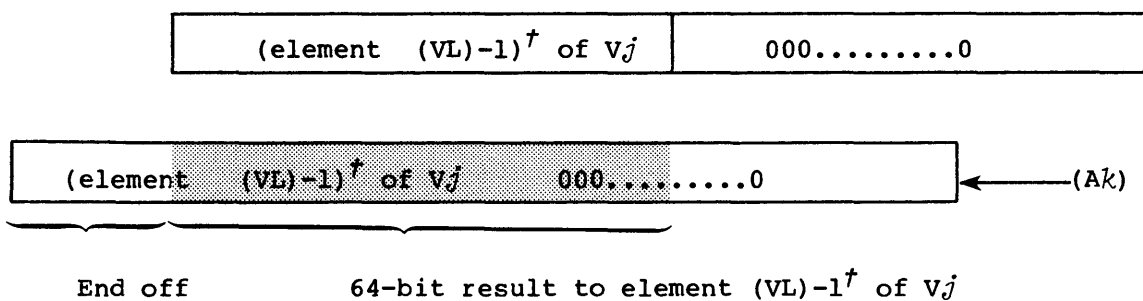 (element (VL)-1)† of Vj 000.........0
(element (VL)-1)† of Vj 000.........0 (Ak)
End off 64-bit result to element (VL)-1† of Vj